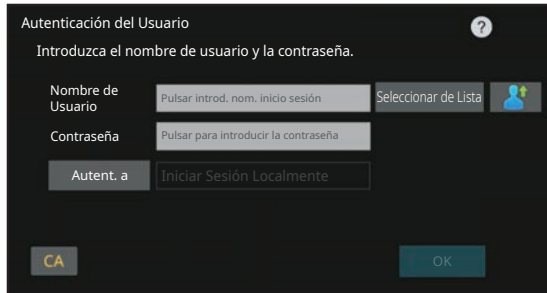 Autenticación del Usuario
?
Introduzca el nombre de usuario y la contraseña.
Nombre de
Usuario
Pulsar introd. nom. inicio sesión
Seleccionar de Lista
Contraseña
Pulsar para introducir la contraseña
Autent. a
Iniciar Sesión Localmente
CA
OK